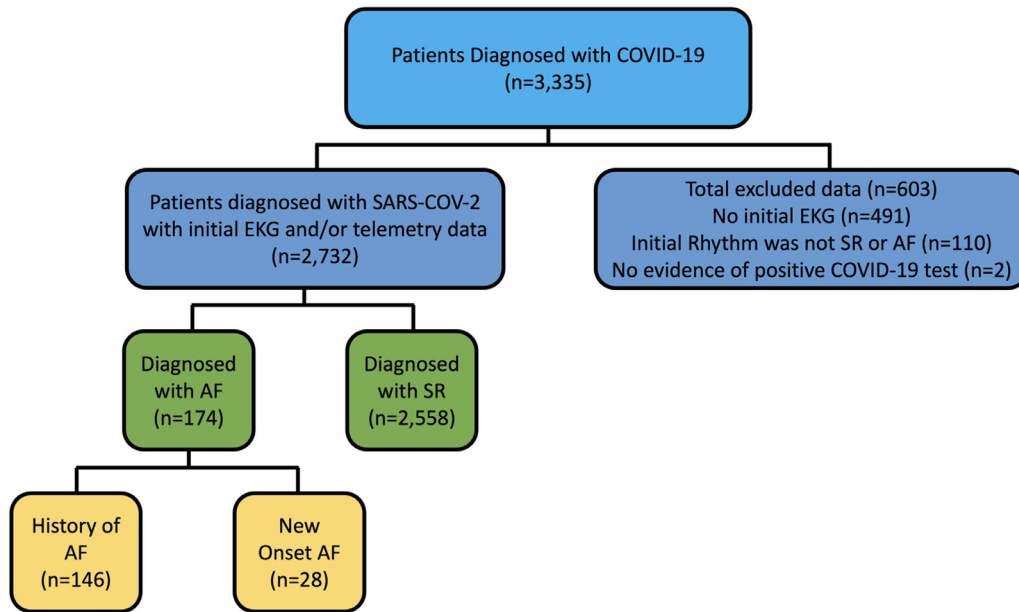 Patients Diagnosed with COVID-19
(n=3,335)
Patients diagnosed with SARS-COV-2
with initial EKG and/or telemetry data
(n=2,732)
Total excluded data (n=603)
No initial EKG (n=491)
Initial Rhythm was not SR or AF (n=110)
No evidence of positive COVID-19 test (n=2)
Diagnosed
with AF
(n=174)
Diagnosed
with SR
(n=2,558)
History of
AF
(n=146)
New
Onset AF
(n=28)